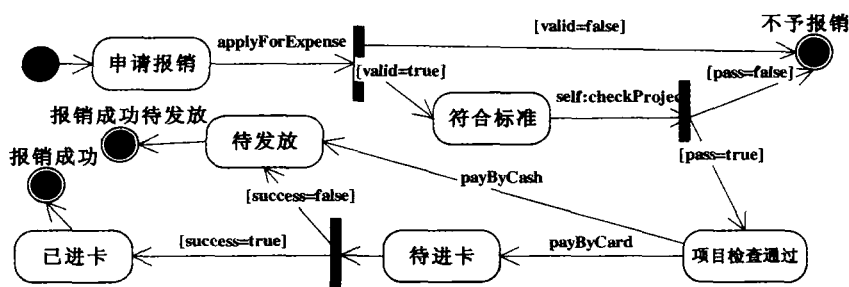 不予报销
[valid=false]
applyForExpense
申请报销
[valid=true]
[pass=false]
self:checkProjec
符合标准
报销成功待发放
待发放
报销成功
[pass=true]
payByCash
[success=false]
[success=true]
payByCard
已进卡
待进卡
项目检查通过